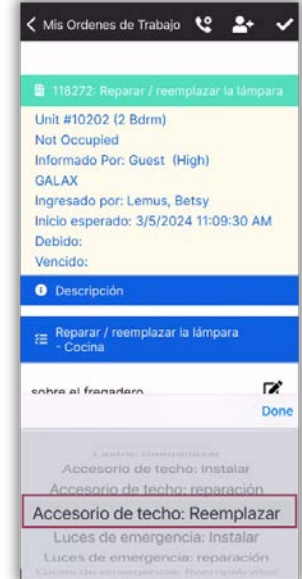 Mis Ordenes de Trabajo
118272: Reparar / reemplazar la lámpara
Unit #10202 (2 Bdrm)
Not Occupied
Informado Por: Guest (High)
GALAX
Ingresado por: Lemus, Betsy
Inicio esperado: 3/5/2024 11:09:30 AM
Debido:
Vencido:
Descripción
Reparar / reemplazar la lámpara
- Cocina
sobre el fregadero
Done
Accesorio de techo: Instalar
Accesorio de techo: reparación
Accesorio de techo: Reemplazar
Luces de emergencia: Instalar
Luces de emergencia: reparación